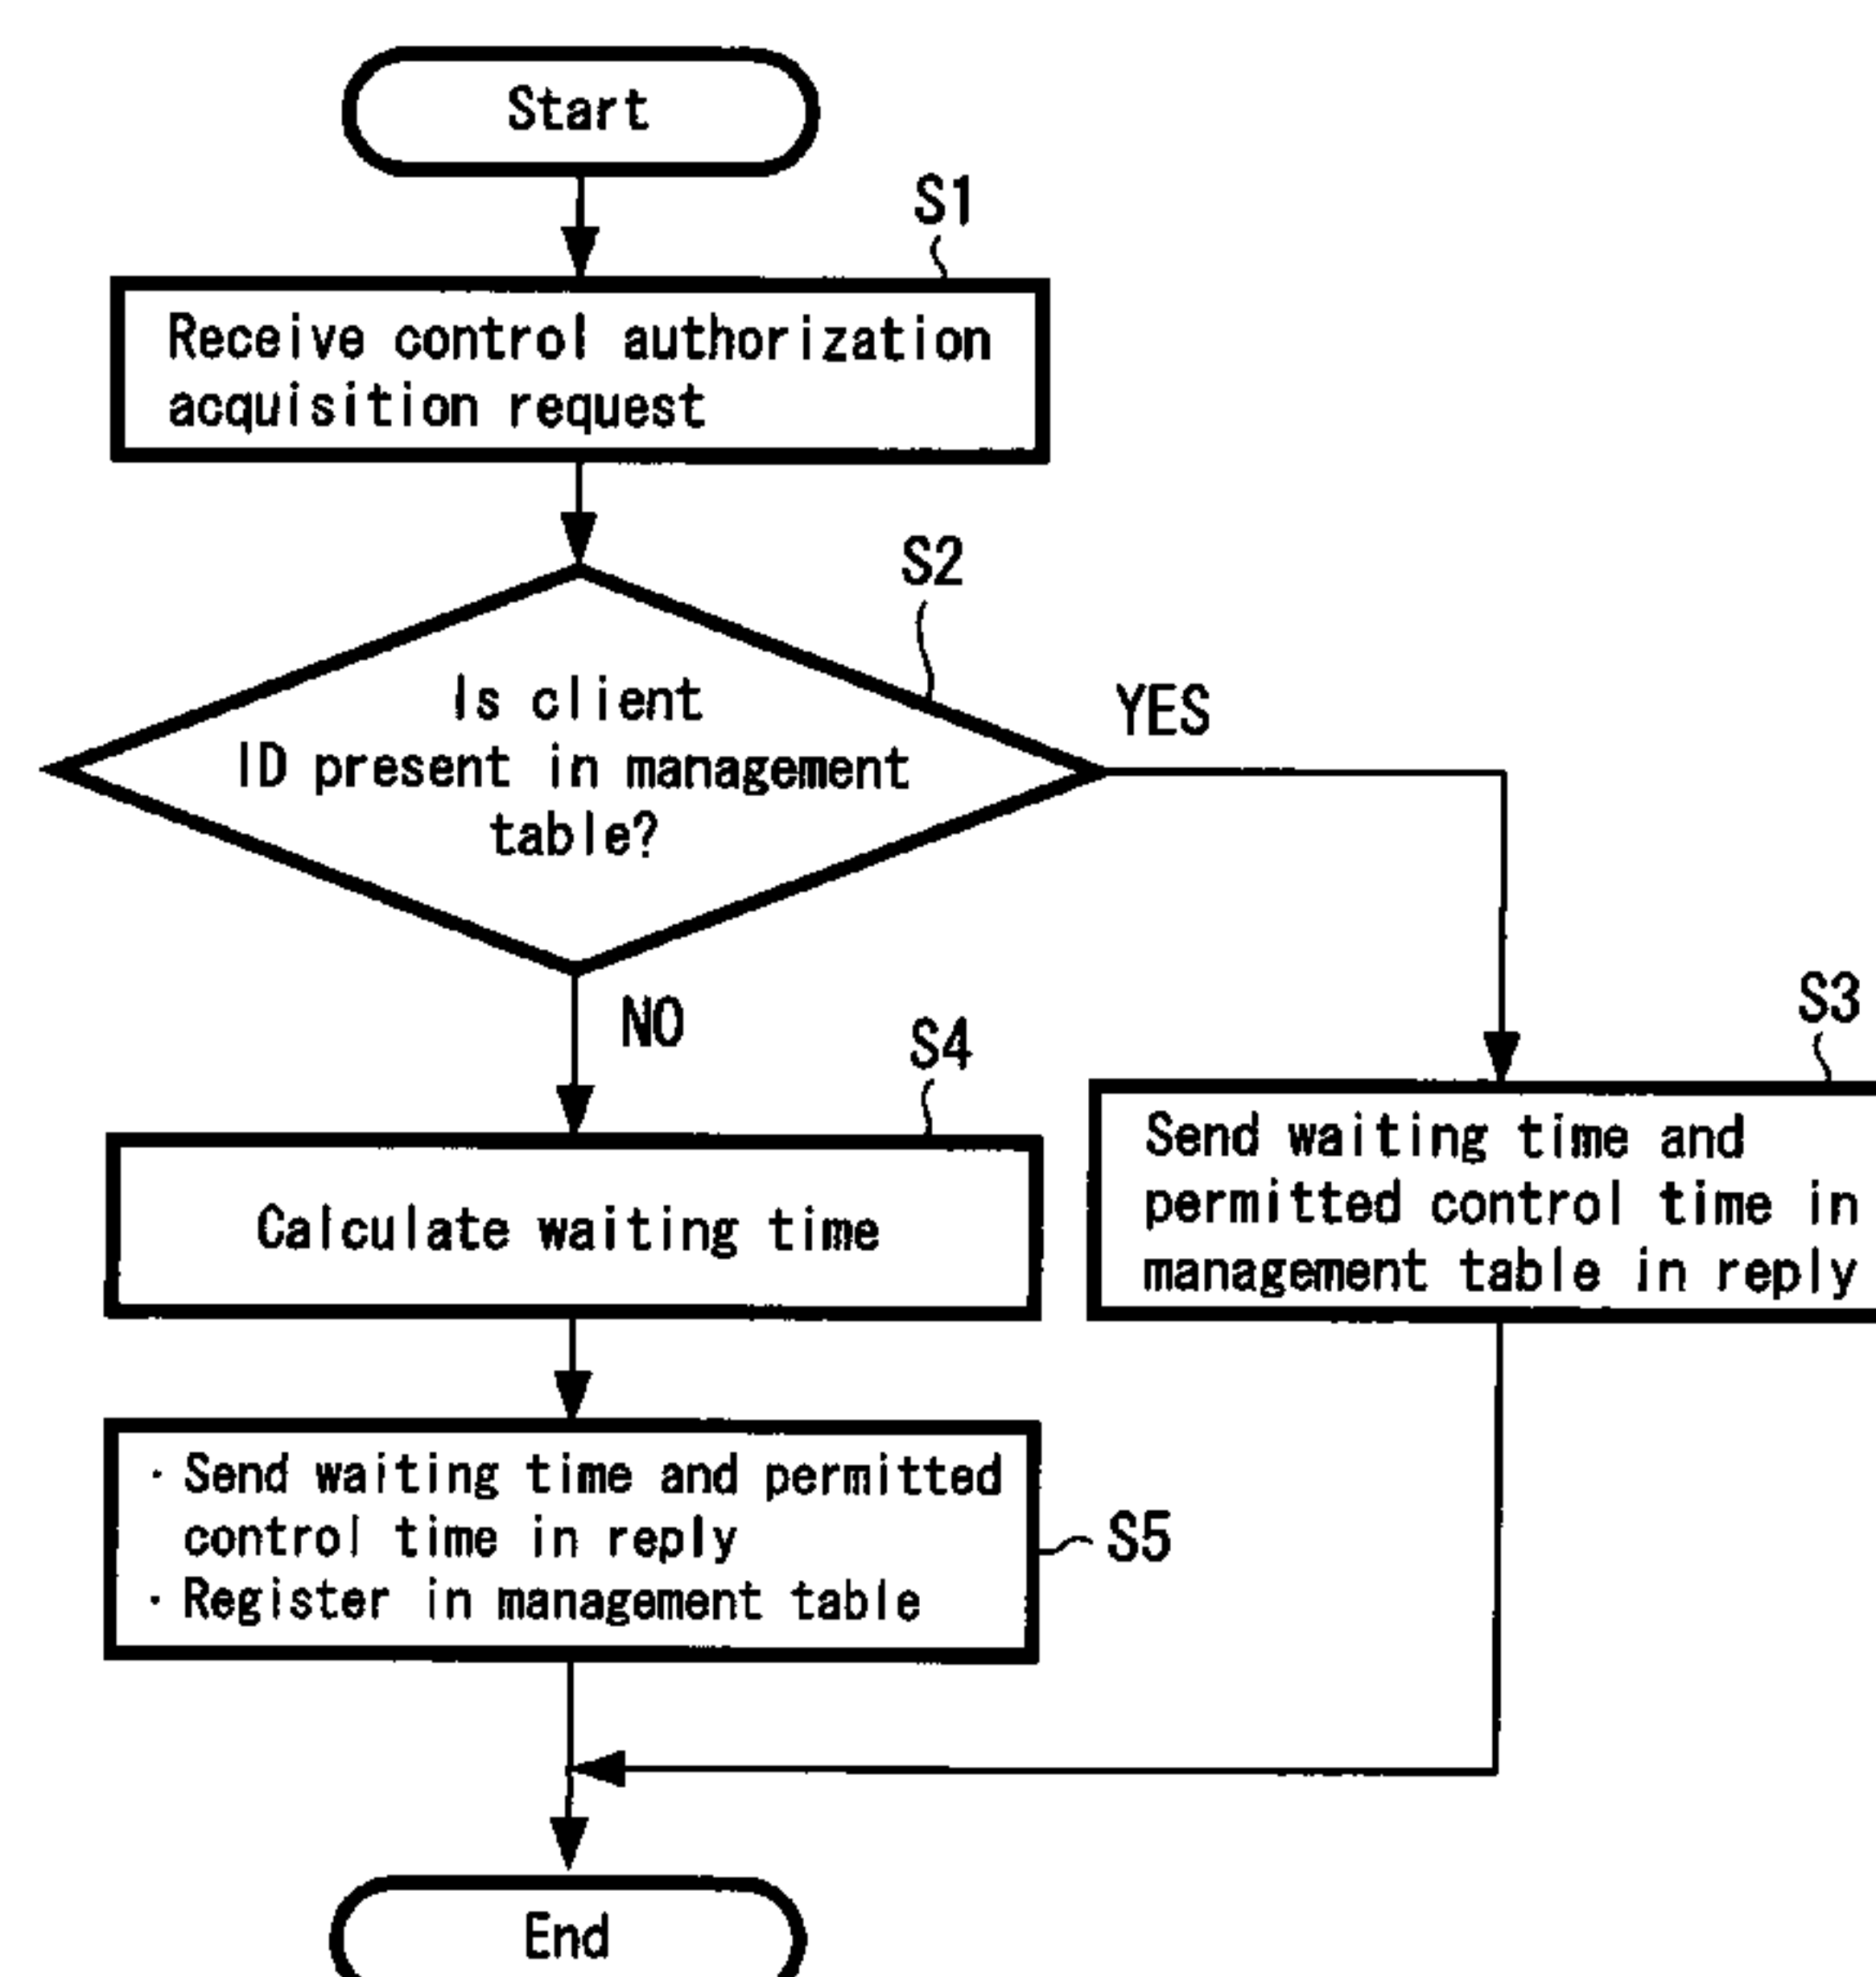 Start
S1
Receive control authorization
acquisition request
S2
Is client
ID present in management
table?
YES
NO
S4
Calculate waiting time
S3
Send waiting time and
permitted control time in
management table in reply
· Send waiting time and permitted
control time in reply
· Register in management table
S5
End